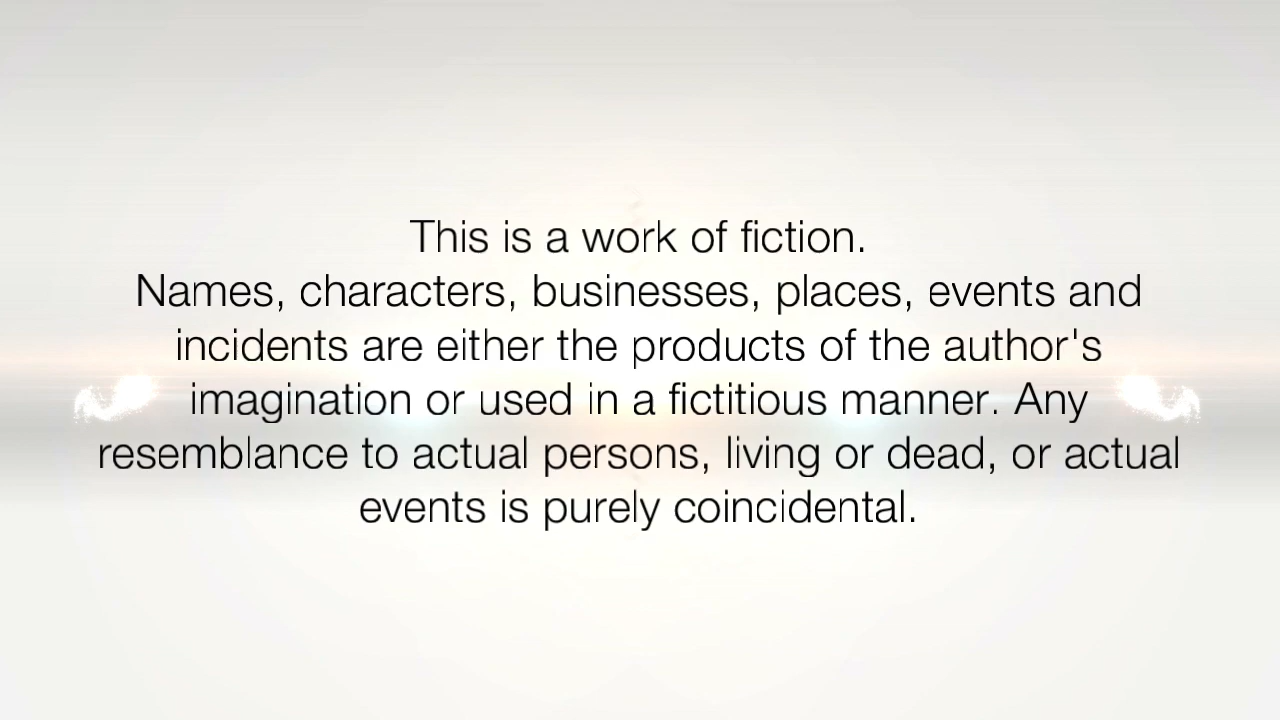 This is a work of fiction.
Names, characters, businesses, places, events and
incidents are either the products of the author's
imagination or used in a fictitious manner. Any
resemblance to actual persons, living or dead, or actual
events is purely coincidental.